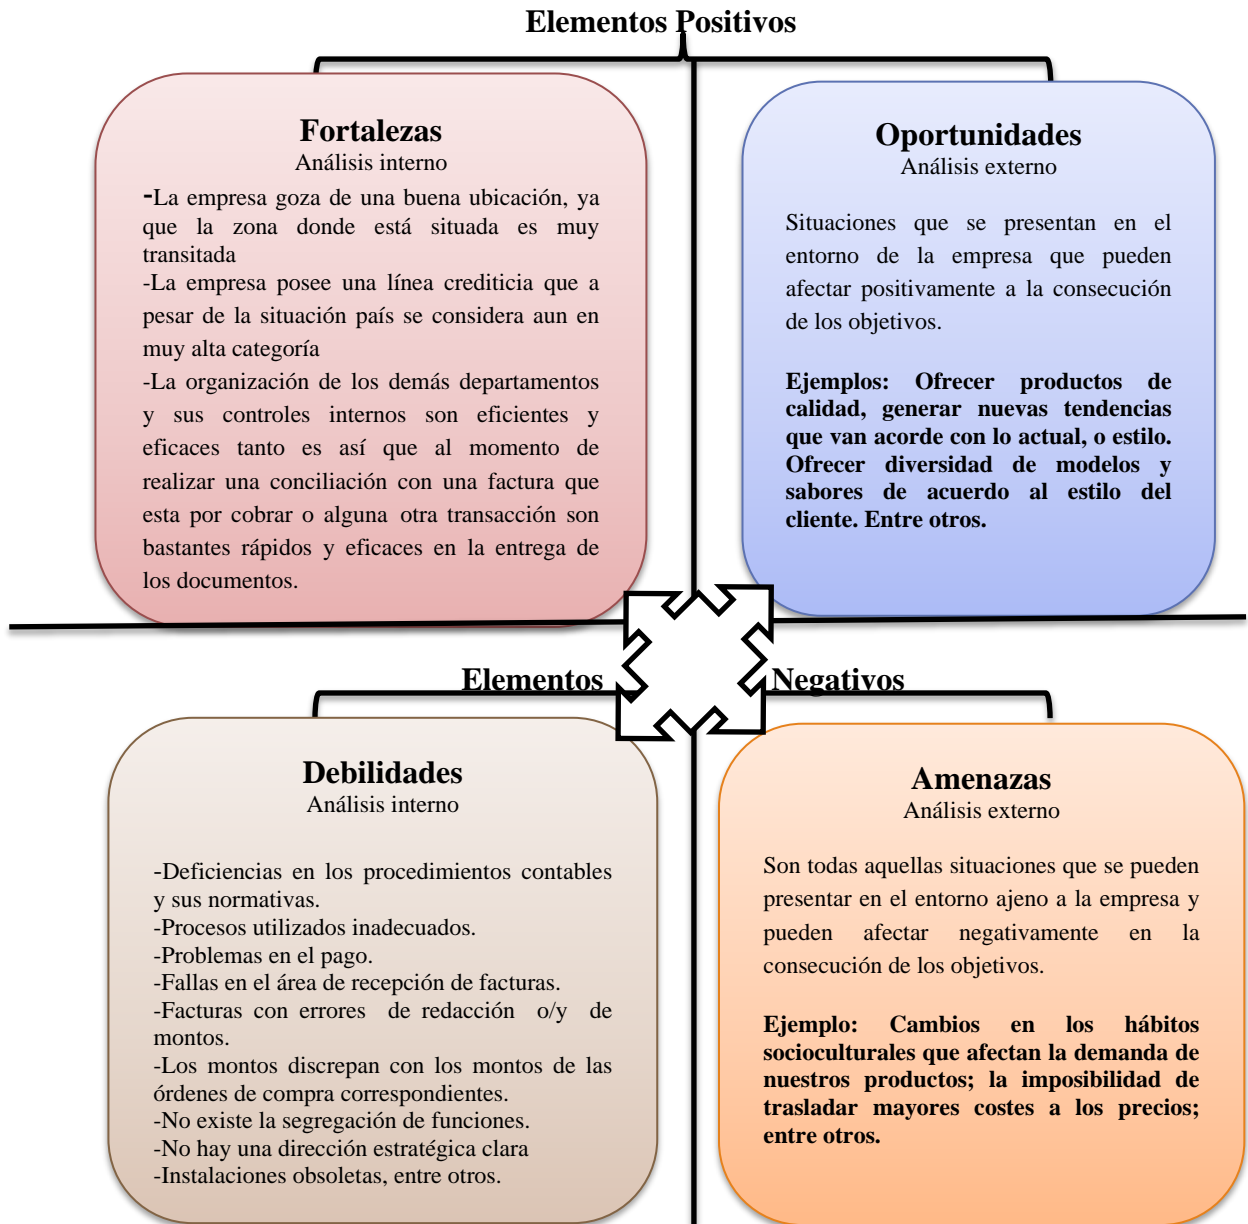 Elementos Positivos
Fortalezas
Análisis interno
-La empresa goza de una buena ubicación, ya
que la zona donde está situada es muy
transitada
-La empresa posee una línea crediticia que a
pesar de la situación país se considera aun en
muy alta categoría
-La organización de los demás departamentos
y sus controles internos son eficientes y
eficaces tanto es así que al momento de
realizar una conciliación con una factura que
esta por cobrar o alguna otra transacción son
bastantes rápidos y eficaces en la entrega de
los documentos.
Oportunidades
Análisis externo
Situaciones que se presentan en el
entorno de la empresa que pueden
afectar positivamente a la consecución
de los objetivos.
Ejemplos: Ofrecer productos de
calidad, generar nuevas tendencias
que van acorde con lo actual, o estilo.
Ofrecer diversidad de modelos y
sabores de acuerdo al estilo del
cliente. Entre otros.
Elementos Negativos
Debilidades
Análisis interno
-Deficiencias en los procedimientos contables
y sus normativas.
-Procesos utilizados inadecuados.
-Problemas en el pago.
-Fallas en el área de recepción de facturas.
-Facturas con errores de redacción o/y de
montos.
-Los montos discrepan con los montos de las
órdenes de compra correspondientes.
-No existe la segregación de funciones.
-No hay una dirección estratégica clara
-Instalaciones obsoletas, entre otros.
Amenazas
Análisis externo
Son todas aquellas situaciones que se pueden
presentar en el entorno ajeno a la empresa y
pueden afectar negativamente en la
consecución de los objetivos.
Ejemplo: Cambios en los hábitos
socioculturales que afectan la demanda de
nuestros productos; la imposibilidad de
trasladar mayores costes a los precios;
entre otros.